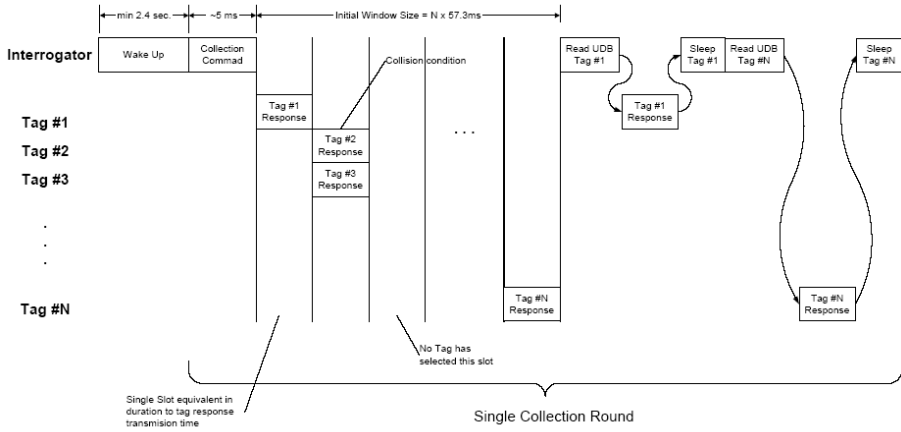 min 2.4 sec.
~5 ms
Initial Window Size = N x 57.3ms
Interrogator
Wake Up
Collection
Commad
Read UDB
Tag #1
Sleep
Tag #1
Read UDB
Tag #N
Sleep
Tag #N
Collision condition
Tag #1
Tag #1
Response
Tag #1
Response
. . .
Tag #2
Tag #2
Response
Tag #3
Tag #3
Response
.
.
.
Tag #N
Tag #N
Response
Tag #N
Response
No Tag has
selected this slot
Single Slot equivalent in
duration to tag response
transmision time
Single Collection Round